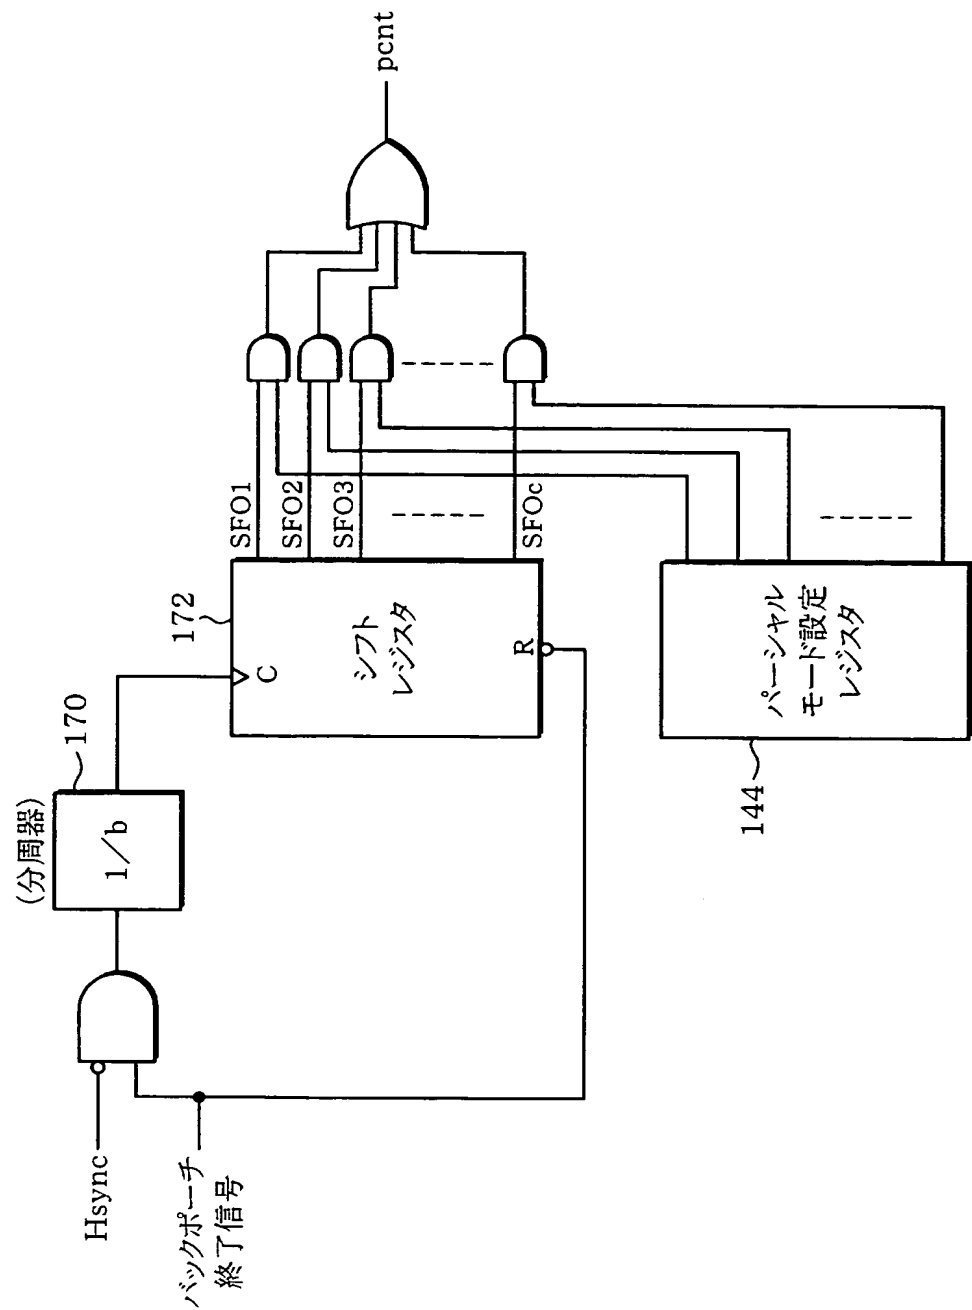 Hsync
バックポーチ
終了信号
(分周器)
1/b
170
172
C
シフト
レジスタ
R
SFO1
SFO2
SFO3
SFOc
144
パーシャル
モード設定
レジスタ
pcnt